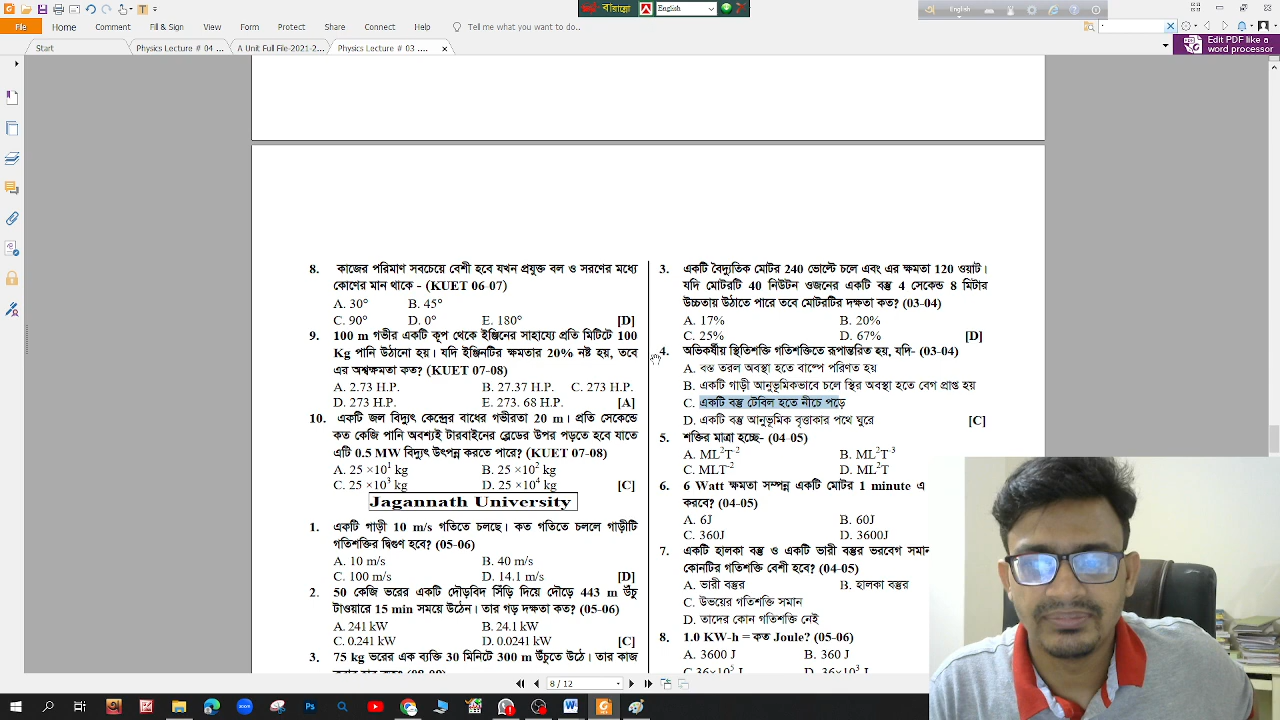 English
English
File
Home
Comment
Fill & Sign
View
Form
Protect
Share
Connect
Help
Tell me what you want to do...
Start
Physics Lecture # 04 ...
A Unit Full File-2021-2...
Physics Lecture # 03 ...
Edit PDF like a
word processor
8. কাজের পরিমাণ সবচেয়ে বেশী হবে যখন প্রযুক্ত বল ও সরণের মধ্যে
কোণের মান থাকে - (KUET 06-07)
A. 30° B. 45°
C. 90° D. 0° E. 180° [D]
9. 100 m গভীর একটি কূপ থেকে ইঞ্জিনের সাহায্যে প্রতি মিটিটে 100
Kg পানি উঠানো হয়। যদি ইঞ্জিনটির ক্ষমতার 20% নষ্ট হয়, তবে
এর অশ্বক্ষমতা কত? (KUET 07-08)
A. 2.73 H.P. B. 27.37 H.P. C. 273 H.P.
D. 273 H.P. E. 273. 68 H.P. [A]
10. একটি জল বিদ্যুৎ কেন্দ্রের বাধের গভীরতা 20 m। প্রতি সেকেন্ডে
কত কেজি পানি অবশ্যই টারবাইনের ব্লেডের উপর পড়তে হবে যাতে
এটি 0.5 MW বিদ্যুৎ উৎপন্ন করতে পারে? (KUET 07-08)
A. 25 ×10¹ kg B. 25 ×10² kg
C. 25 ×10³ kg D. 25 ×10⁴ kg [C]
Jagannath University
1. একটি গাড়ী 10 m/s গতিতে চলছে। কত গতিতে চললে গাড়ীটি
গতিশক্তির দ্বিগুণ হবে? (05-06)
A. 10 m/s B. 40 m/s
C. 100 m/s D. 14.1 m/s [D]
2. 50 কেজি ভরের একটি দৌড়বিদ সিঁড়ি দিয়ে দৌড়ে 443 m উঁচু
টাওয়ারে 15 min সময়ে উঠেন। তার গড় দক্ষতা কত? (05-06)
A. 241 kW B. 24.1 kW
C. 0.241 kW D. 0.0241 kW [C]
3. 75 kg ভরের এক ব্যক্তি 30 মিনিটে 300 m উঁচুতে উঠে। তার কাজ
3. একটি বৈদ্যুতিক মোটর 240 ভোল্টে চলে এবং এর ক্ষমতা 120 ওয়াট।
যদি মোটরটি 40 নিউটন ওজনের একটি বস্তু 4 সেকেন্ড 8 মিটার
উচ্চতায় উঠাতে পারে তবে মোটরটির দক্ষতা কত? (03-04)
A. 17% B. 20%
C. 25% D. 67% [D]
4. অভিকর্ষীয় স্থিতিশক্তি গতিশক্তিতে রূপান্তরিত হয়, যদি- (03-04)
A. বস্ত তরল অবস্থা হতে বাষ্পে পরিণত হয়
B. একটি গাড়ী আনুভূমিকভাবে চলে স্থির অবস্থা হতে বেগ প্রাপ্ত হয়
C. একটি বস্তু টেবিল হতে নীচে পড়ে
D. একটি বস্তু আনুভূমিক বৃত্তাকার পথে ঘুরে [C]
5. শক্তির মাত্রা হচ্ছে- (04-05)
A. ML²T⁻² B. ML²T⁻³
C. MLT⁻² D. ML²T
6. 6 Watt ক্ষমতা সম্পন্ন একটি মোটর 1 minute এ
করবে? (04-05)
A. 6J B. 60J
C. 360J D. 3600J
7. একটি হালকা বস্তু ও একটি ভারী বস্তুর ভরবেগ সমান
কোনটির গতিশক্তি বেশী হবে? (04-05)
A. ভারী বস্তুর B. হালকা বস্তুর
C. উভয়ের গতিশক্তি সমান
D. তাদের কোন গতিশক্তি নেই
8. 1.0 KW-h = কত Joule? (05-06)
A. 3600 J B. 360 J
C. 36×10⁵ J D. 36×10³ J
8 / 12